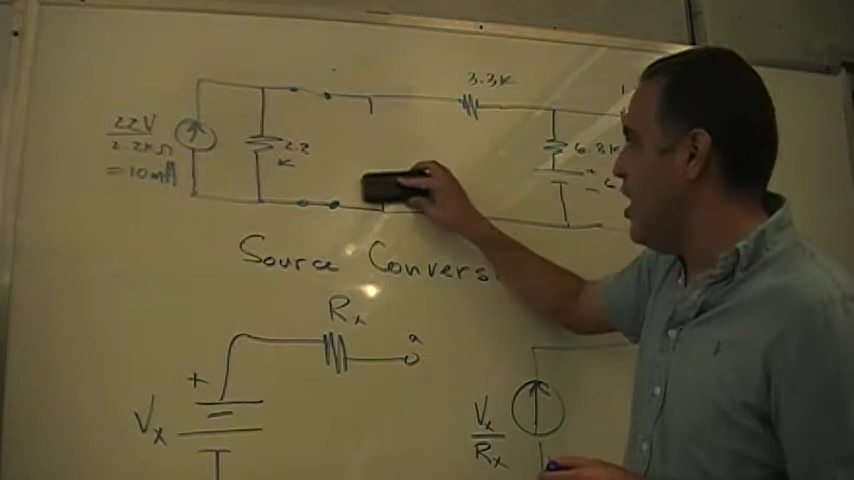 3.3K
22V
2.2KΩ
= 10mA
2.2
K
6.8K
+
-
Source Convers
Rx
a
+
Vx
Vx
Rx